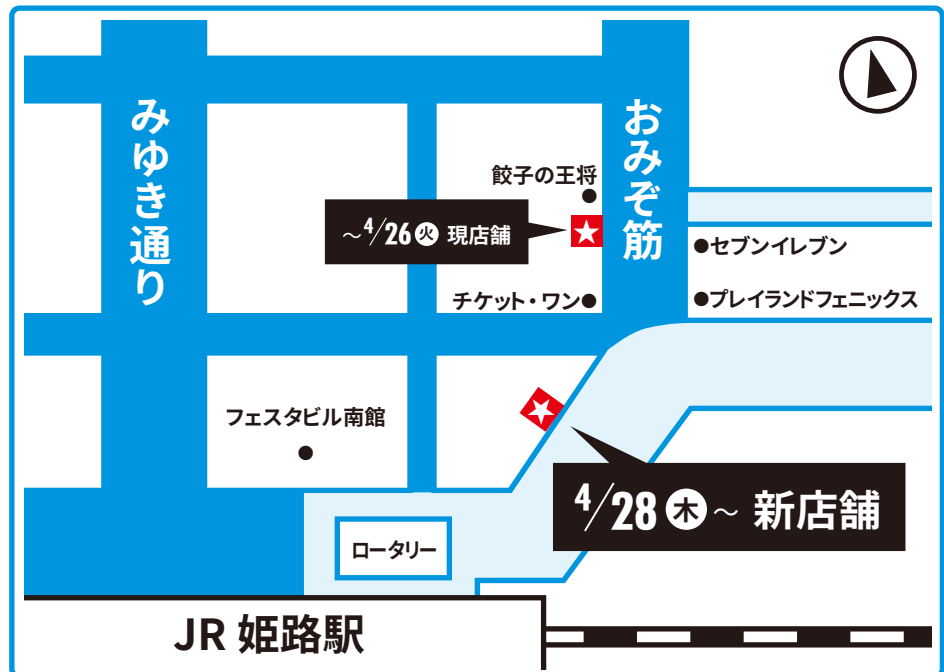 みゆき通り
おみぞ筋
餃子の王将
～4/26㊋ 現店舗
●セブンイレブン
チケット・ワン●
●プレイランドフェニックス
フェスタビル南館
4/28㊍～ 新店舗
ロータリー
JR 姫路駅